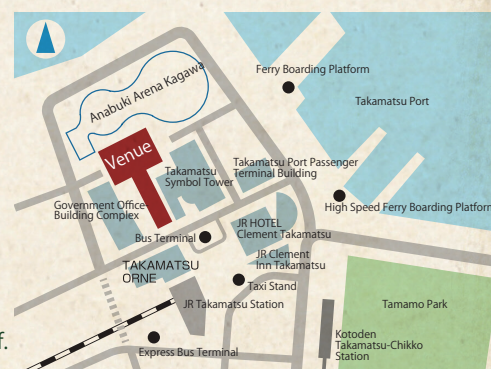 Ferry Boarding Platform
Anabuki Arena Kagawa
Takamatsu Port
Venue
Takamatsu
Symbol Tower
Takamatsu Port Passenger
Terminal Building
Government Office
Building Complex
High Speed Ferry Boarding Platform
JR HOTEL
Clement Takamatsu
Bus Terminal
JR Clement
Inn Takamatsu
TAKAMATSU
ORNE
Taxi Stand
JR Takamatsu Station
Tamamo Park
f.
Kotoden
Takamatsu-Chikko
Station
Express Bus Terminal